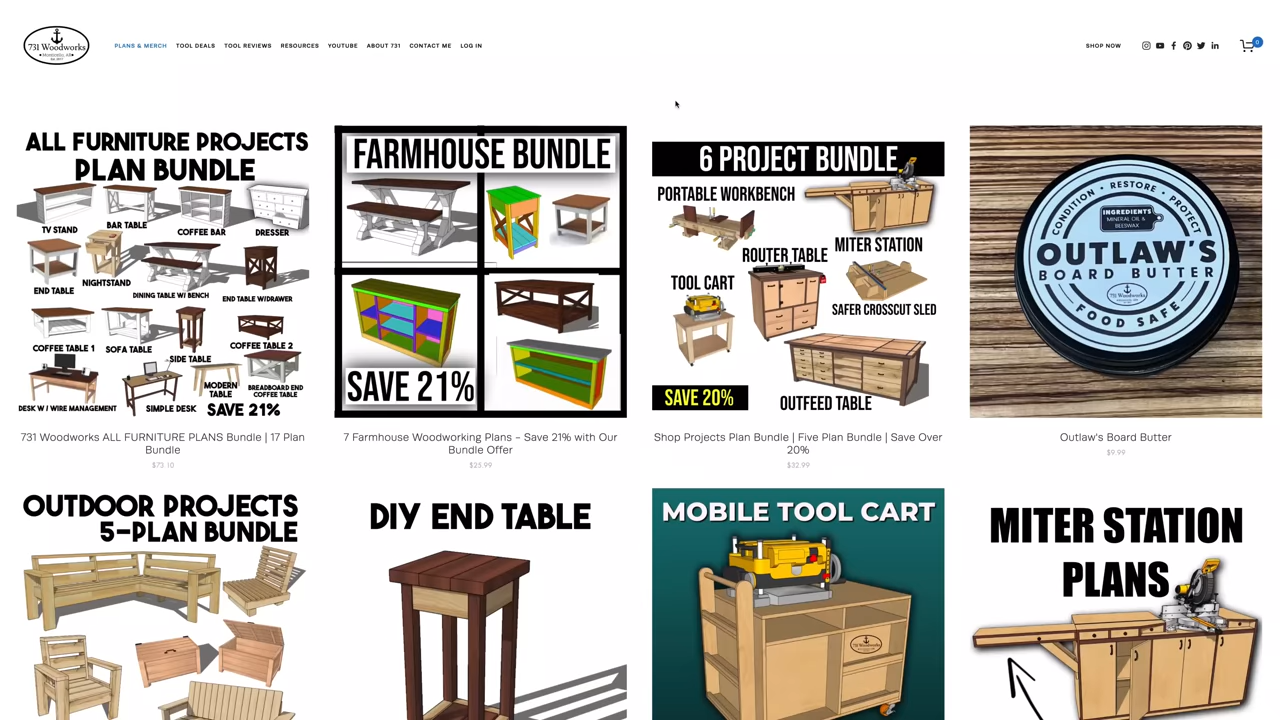 731 Woodworks
Monticello, AR
PLANS & MERCH
TOOL DEALS
TOOL REVIEWS
RESOURCES
YOUTUBE
ABOUT 731
CONTACT ME
LOG IN
SHOP NOW
0
ALL FURNITURE PROJECTS
PLAN BUNDLE
TV STAND
BAR TABLE
COFFEE BAR
DRESSER
END TABLE
NIGHTSTAND
DINING TABLE W/ BENCH
END TABLE W/DRAWER
COFFEE TABLE 1
SOFA TABLE
SIDE TABLE
COFFEE TABLE 2
DESK W/ WIRE MANAGEMENT
SIMPLE DESK
MODERN
TABLE
BREADBOARD END
COFFEE TABLE
SAVE 21%
731 Woodworks ALL FURNITURE PLANS Bundle | 17 Plan
Bundle
$73.10
FARMHOUSE BUNDLE
SAVE 21%
7 Farmhouse Woodworking Plans - Save 21% with Our
Bundle Offer
$25.99
6 PROJECT BUNDLE
PORTABLE WORKBENCH
MITER STATION
ROUTER TABLE
TOOL CART
SAFER CROSSCUT SLED
SAVE 20%
OUTFEED TABLE
Shop Projects Plan Bundle | Five Plan Bundle | Save Over
20%
$32.99
CONDITION • RESTORE • PROTECT
INGREDIENTS
MINERAL OIL &
BEESWAX
OUTLAW'S
BOARD BUTTER
731 Woodworks
FOOD SAFE
Outlaw's Board Butter
$9.99
OUTDOOR PROJECTS
5-PLAN BUNDLE
DIY END TABLE
MOBILE TOOL CART
731 Woodworks
MITER STATION
PLANS